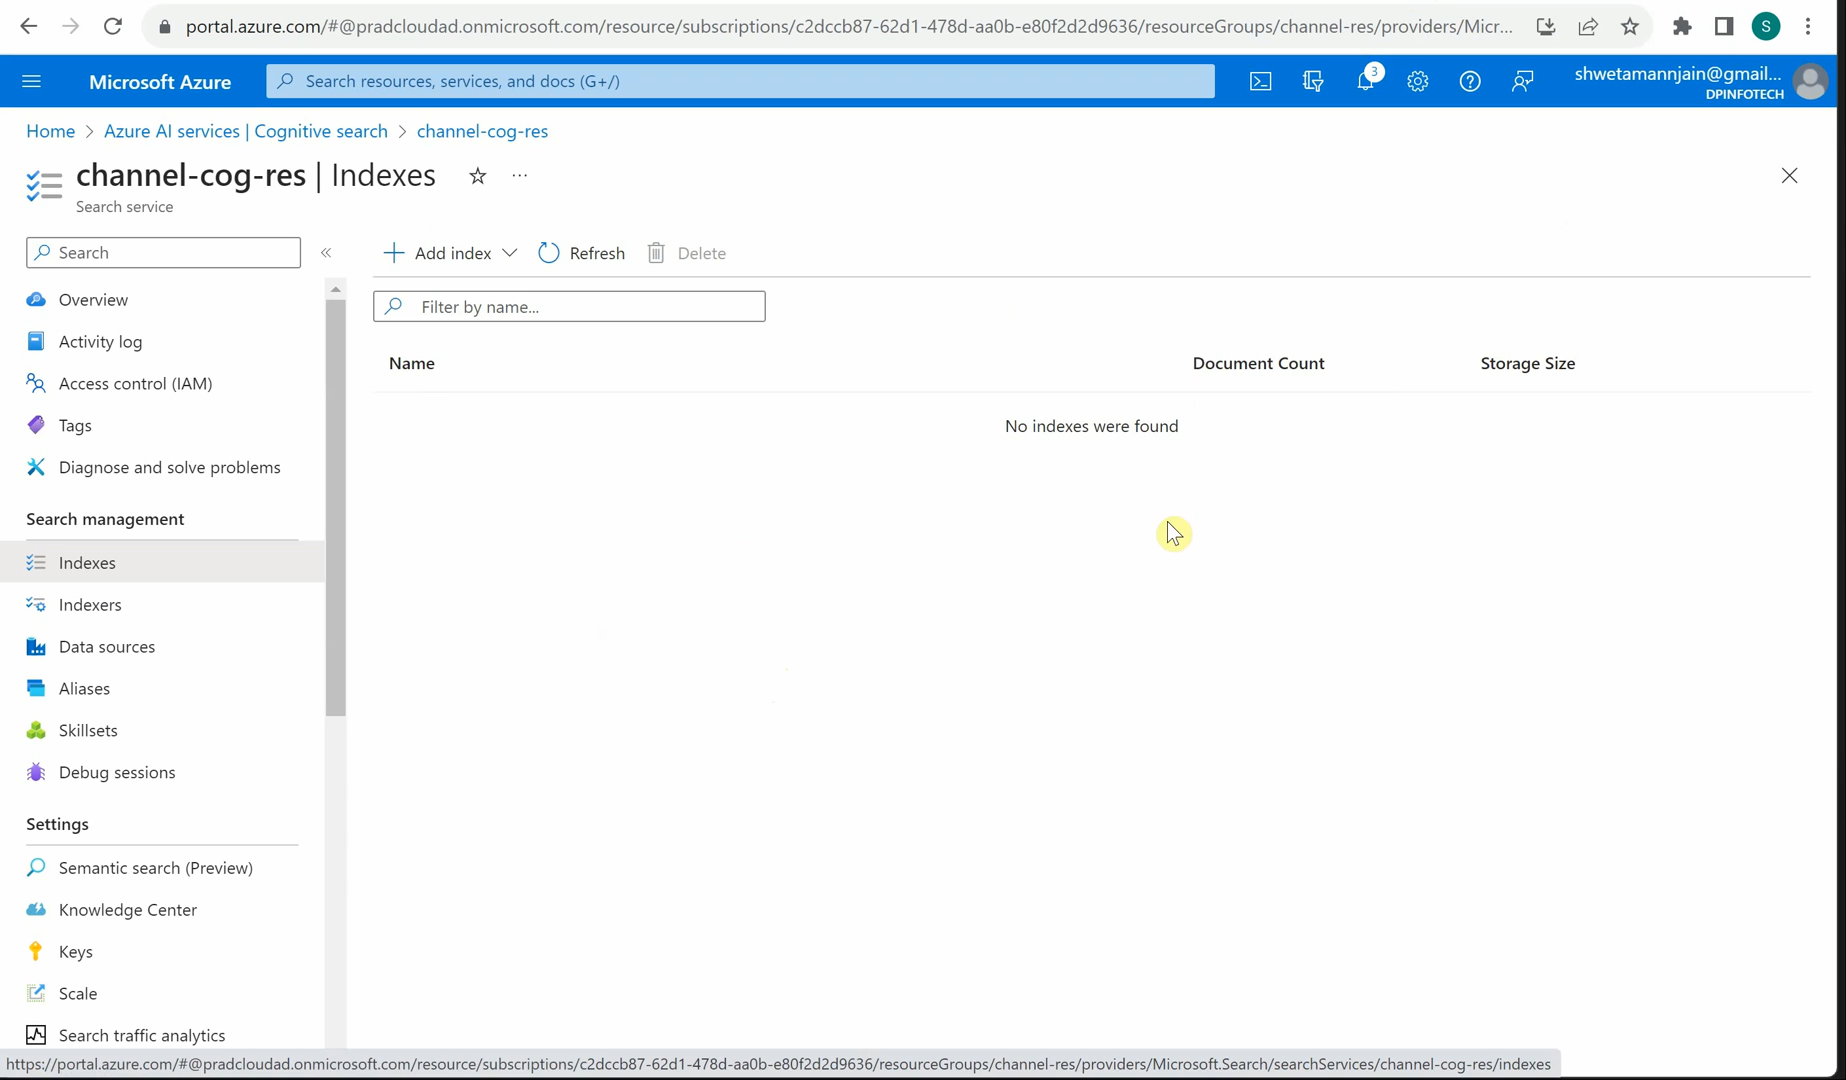 portal.azure.com/#@pradcloudad.onmicrosoft.com/resource/subscriptions/c2dccb87-62d1-478d-aa0b-e80f2d2d9636/resourceGroups/channel-res/providers/Micr...
S
Microsoft Azure
Search resources, services, and docs (G+/)
3
shwetamannjain@gmail...
DPINFOTECH
Home > Azure AI services | Cognitive search > channel-cog-res
channel-cog-res | Indexes
Search service
Search
Add index
Refresh
Delete
Overview
Activity log
Access control (IAM)
Tags
Diagnose and solve problems
Search management
Indexes
Indexers
Data sources
Aliases
Skillsets
Debug sessions
Settings
Semantic search (Preview)
Knowledge Center
Keys
Scale
Search traffic analytics
Filter by name...
Name Document Count Storage Size
No indexes were found
https://portal.azure.com/#@pradcloudad.onmicrosoft.com/resource/subscriptions/c2dccb87-62d1-478d-aa0b-e80f2d2d9636/resourceGroups/channel-res/providers/Microsoft.Search/searchServices/channel-cog-res/indexes